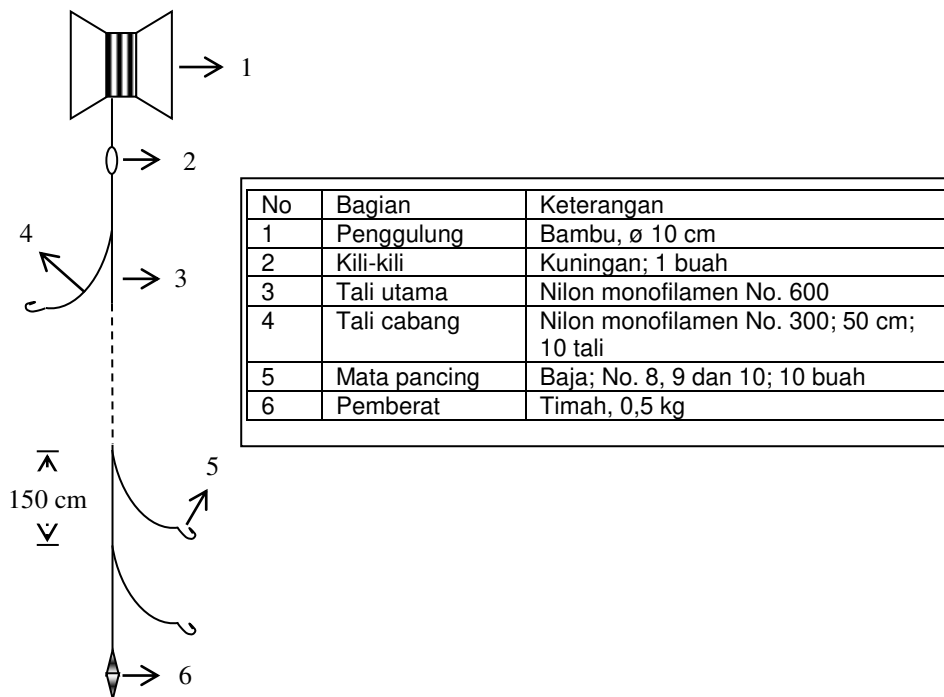 1
2
4
3
No Bagian Keterangan
1 Penggulung Bambu, ø 10 cm
2 Kili-kili Kuningan; 1 buah
3 Tali utama Nilon monofilamen No. 600
4 Tali cabang Nilon monofilamen No. 300; 50 cm;
10 tali
5 Mata pancing Baja; No. 8, 9 dan 10; 10 buah
6 Pemberat Timah, 0,5 kg
5
150 cm
6